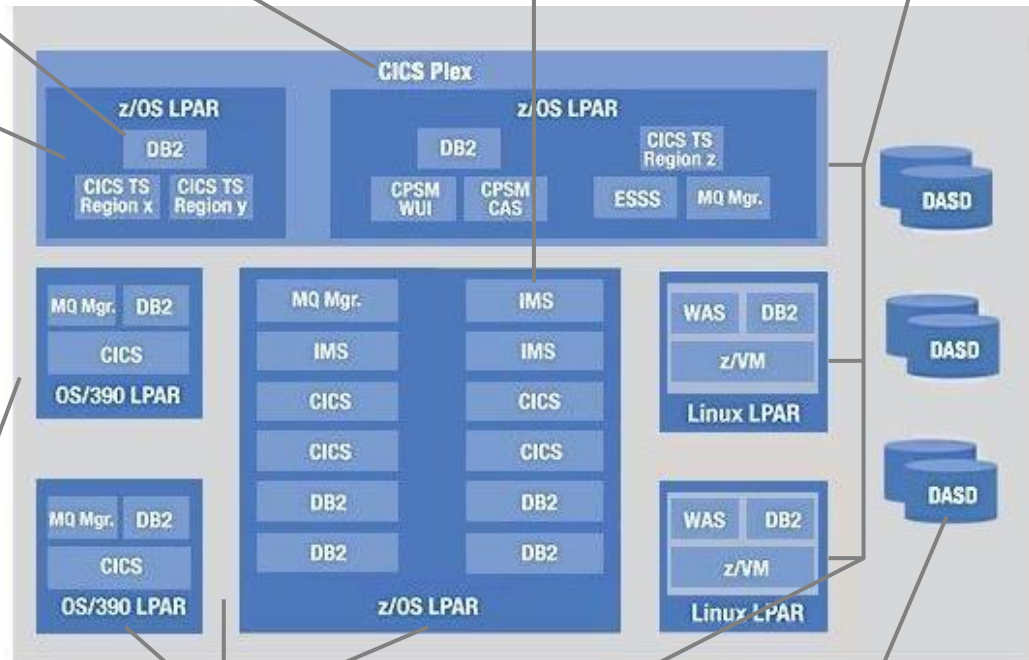 CICS Plex
z/OS LPAR
DB2
CICS TS
Region x
CICS TS
Region y
z/OS LPAR
DB2
CICS TS
Region z
CPSM
WUI
CPSM
CAS
ESSS
MQ Mgr.
DASD
MQ Mgr.
DB2
CICS
OS/390 LPAR
MQ Mgr.
IMS
IMS
IMS
CICS
CICS
CICS
CICS
DB2
DB2
DB2
DB2
z/OS LPAR
WAS
DB2
z/VM
Linux LPAR
DASD
MQ Mgr.
DB2
CICS
OS/390 LPAR
WAS
DB2
z/VM
Linux LPAR
DASD